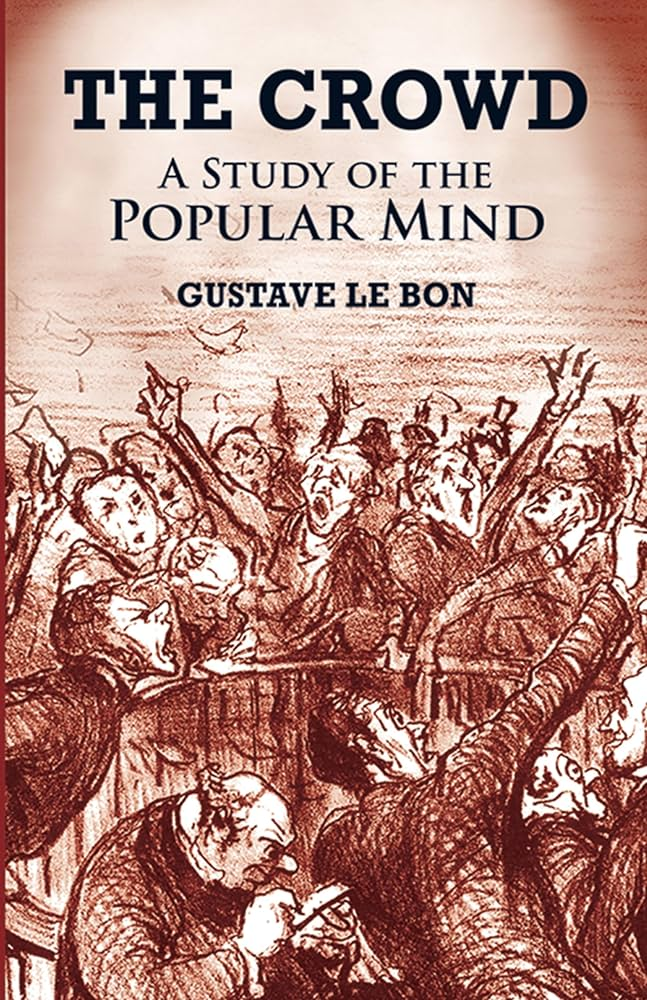 THE CROWD
A STUDY OF THE
POPULAR MIND
GUSTAVE LE BON